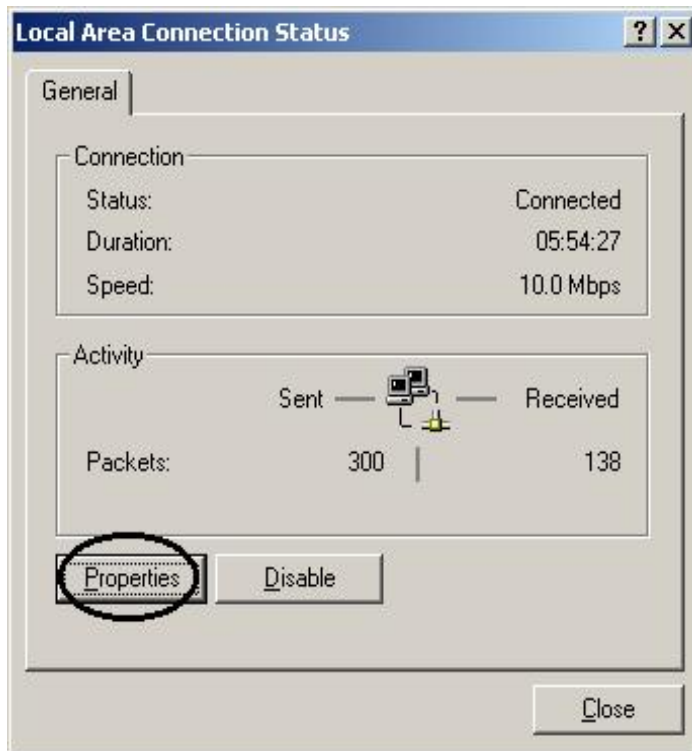 Local Area Connection Status
General
Connection
Status: Connected
Duration: 05:54:27
Speed: 10.0 Mbps
Activity
Sent Received
Packets: 300 138
Properties Disable
Close